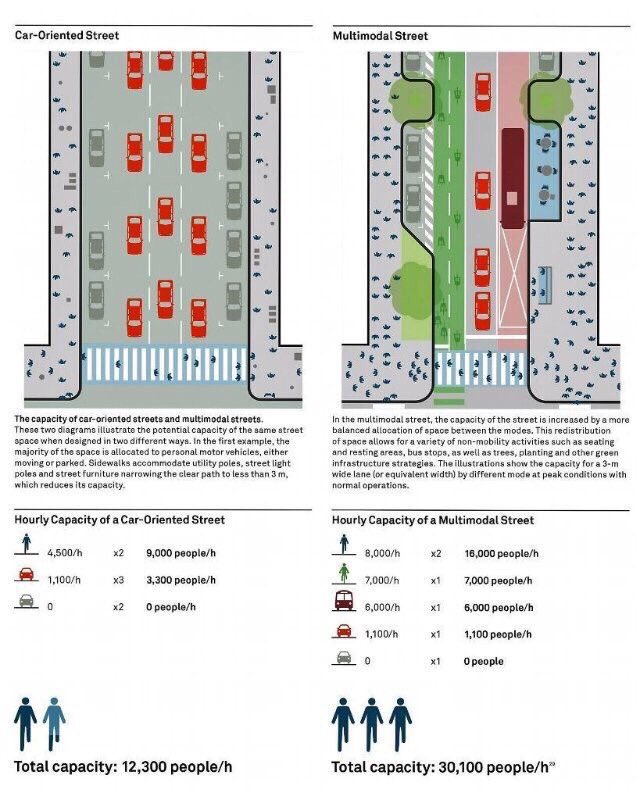 Car-Oriented Street
The capacity of car-oriented streets and multimodal streets.
These two diagrams illustrate the potential capacity of the same street
space when designed in two different ways. In the first example, the
majority of the space is allocated to personal motor vehicles, either
moving or parked. Sidewalks accommodate utility poles, street light
poles and street furniture narrowing the clear path to less than 3 m,
which reduces its capacity.
Hourly Capacity of a Car-Oriented Street
4,500/h x2 9,000 people/h
1,100/h x3 3,300 people/h
0 x2 0 people/h
Total capacity: 12,300 people/h
Multimodal Street
In the multimodal street, the capacity of the street is increased by a more
balanced allocation of space between the modes. This redistribution
of space allows for a variety of non-mobility activities such as seating
and resting areas, bus stops, as well as trees, planting and other green
infrastructure strategies. The illustrations show the capacity for a 3-m
wide lane (or equivalent width) by different mode at peak conditions with
normal operations.
Hourly Capacity of a Multimodal Street
8,000/h x2 16,000 people/h
7,000/h x1 7,000 people/h
6,000/h x1 6,000 people/h
1,100/h x1 1,100 people/h
0 x1 0 people
Total capacity: 30,100 people/h²⁹